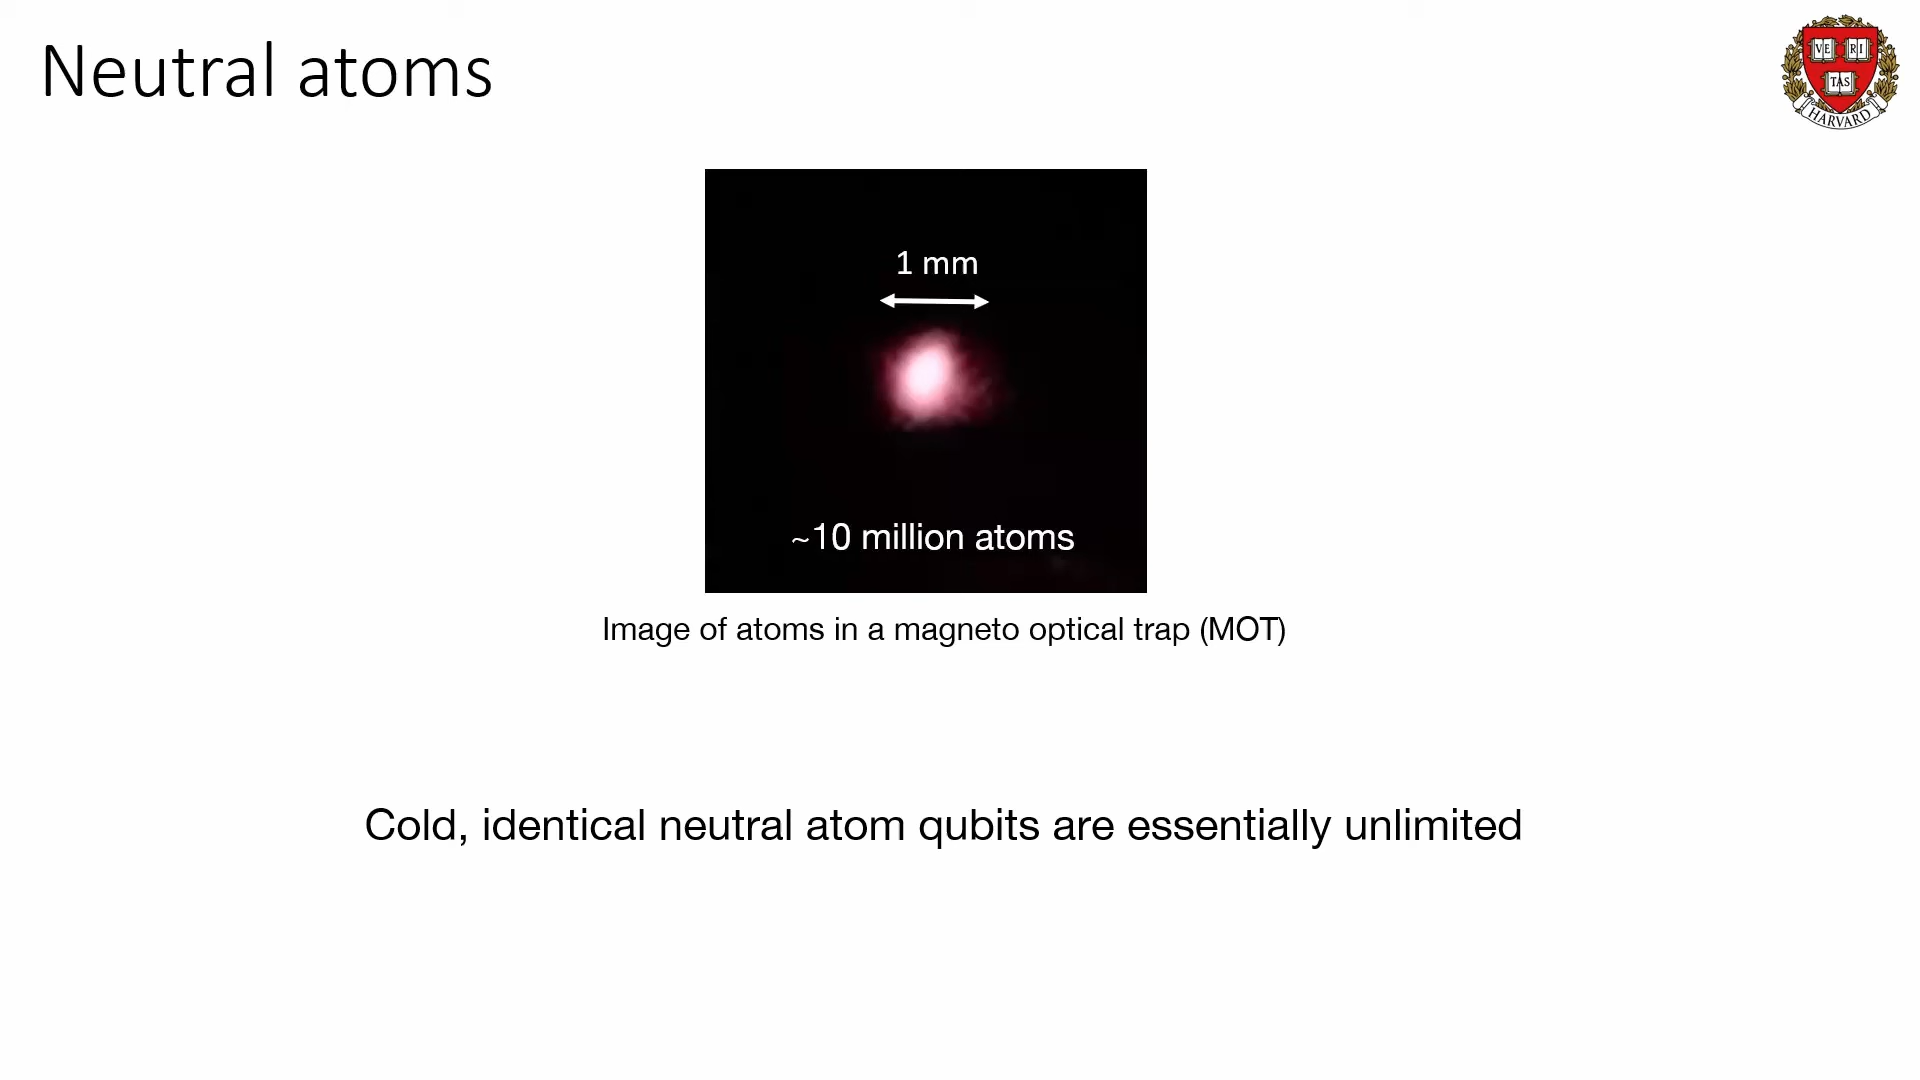 Neutral atoms
VE RI
TAS
HARVARD
1 mm
~10 million atoms
Image of atoms in a magneto optical trap (MOT)
Cold, identical neutral atom qubits are essentially unlimited